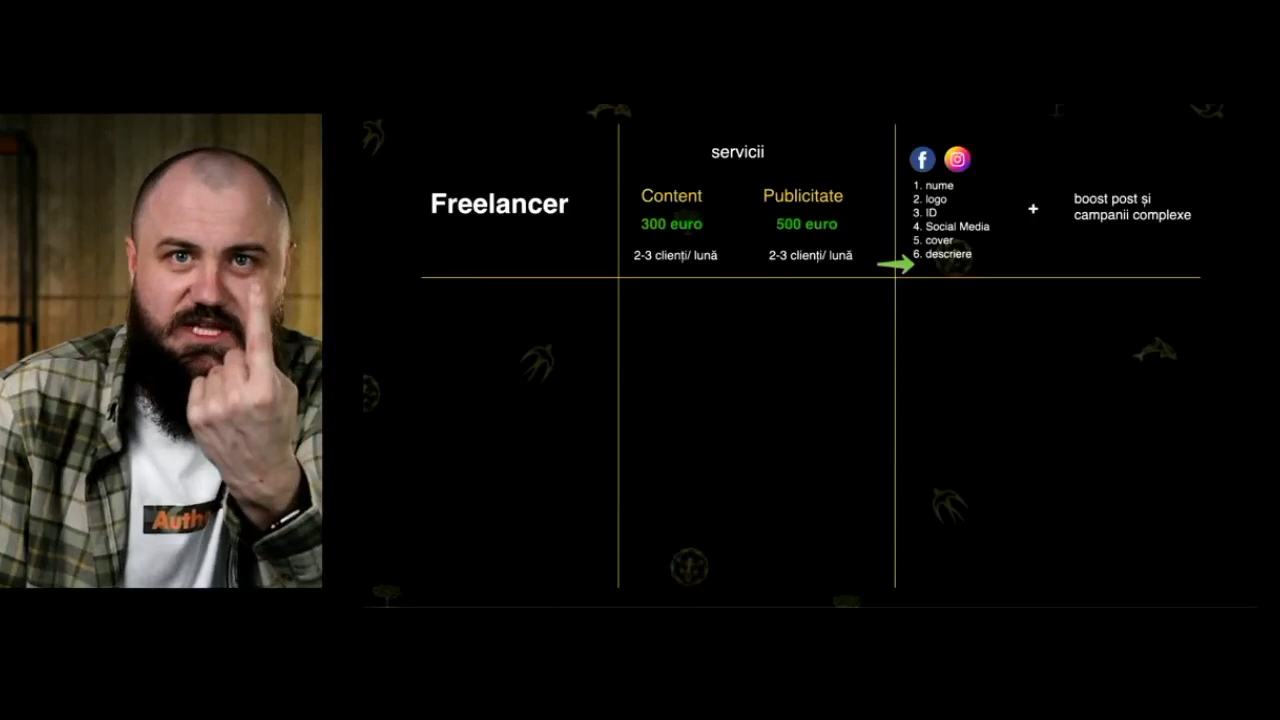 servicii
Freelancer
Content
Publicitate
300 euro
500 euro
2-3 clienți/ lună
2-3 clienți/ lună
1. nume
2. logo
3. ID
4. Social Media
5. cover
6. descriere
+
boost post și
campanii complexe